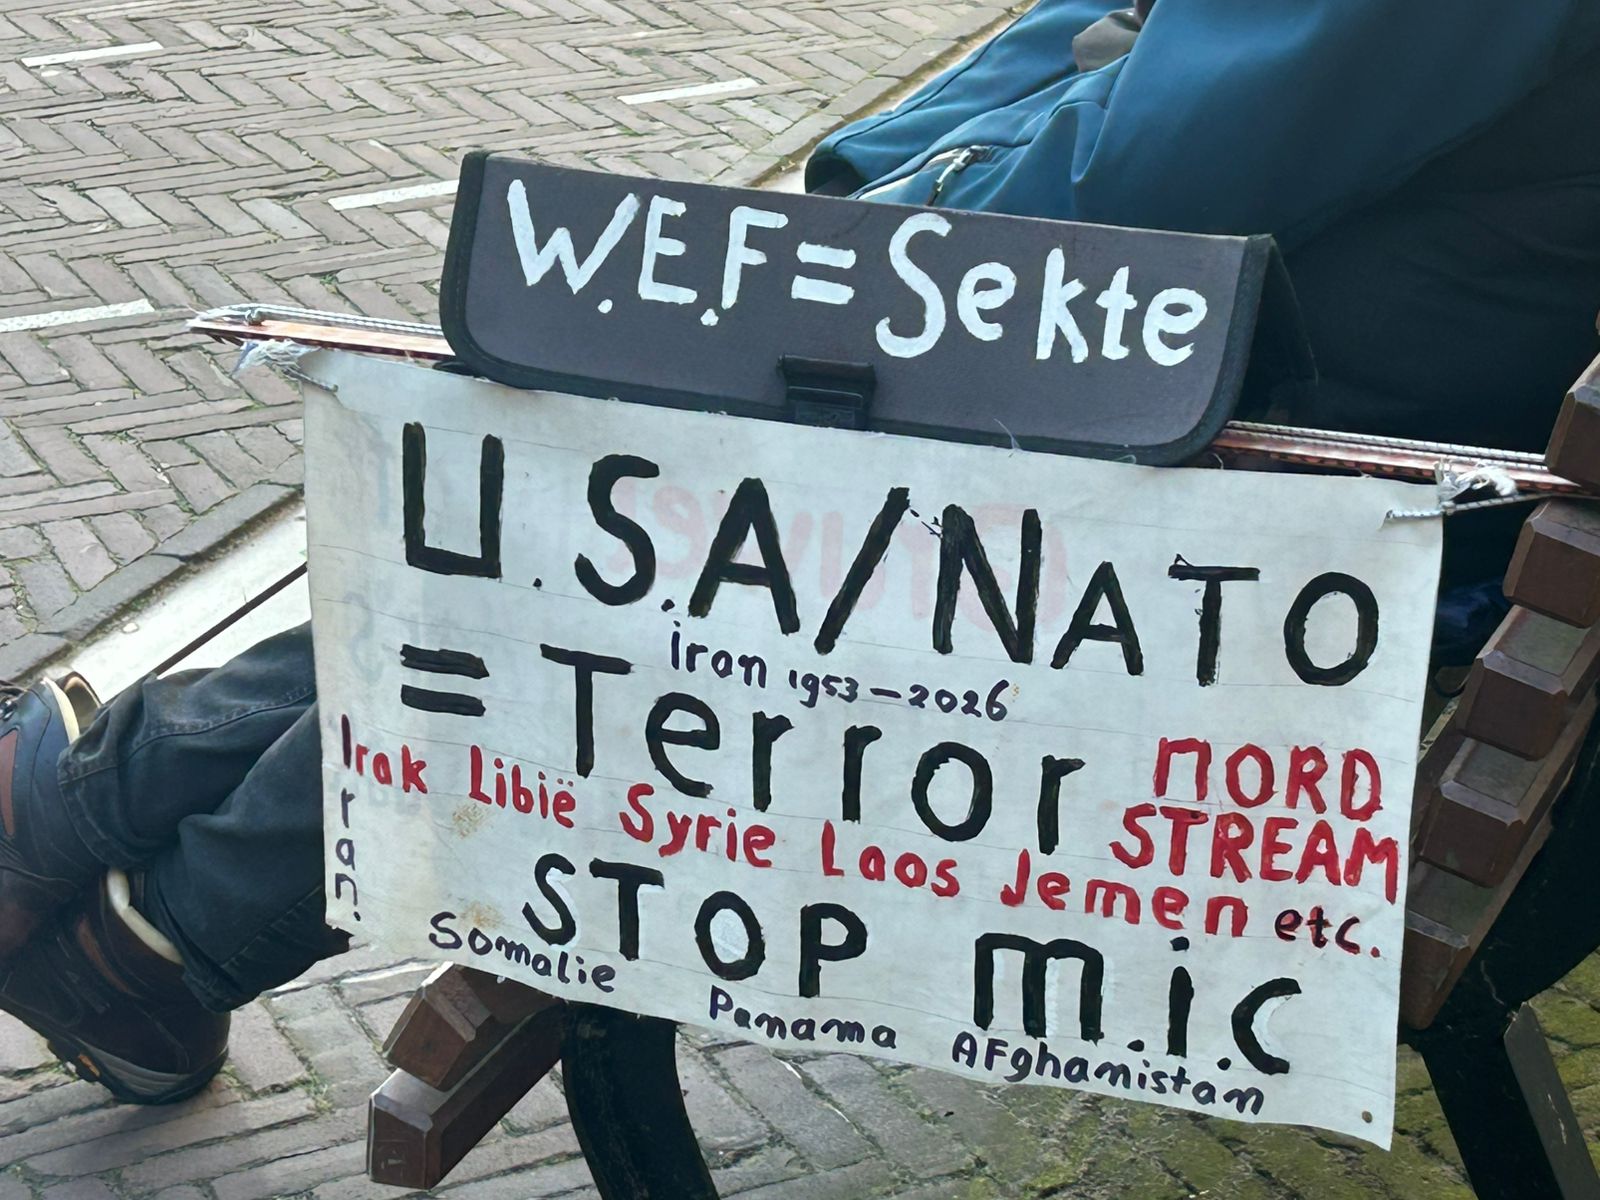 W.E.F=Sekte
U.S.A/NATO
iran 1953-2026
=Terror
NORD
STREAM
Irak Libië Syrie Laos Jemen etc.
Iran.
STOP m.i.c
Somalie Panama Afghanistan